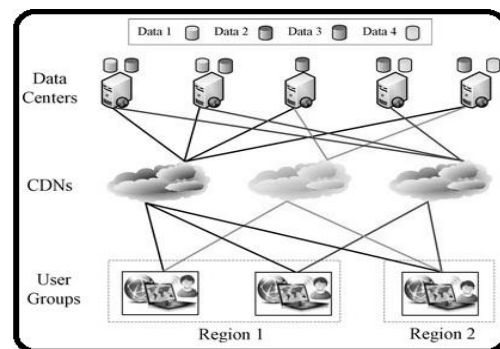 Data 1 Data 2 Data 3 Data 4
Data
Centers
CDNs
User
Groups
Region 1 Region 2